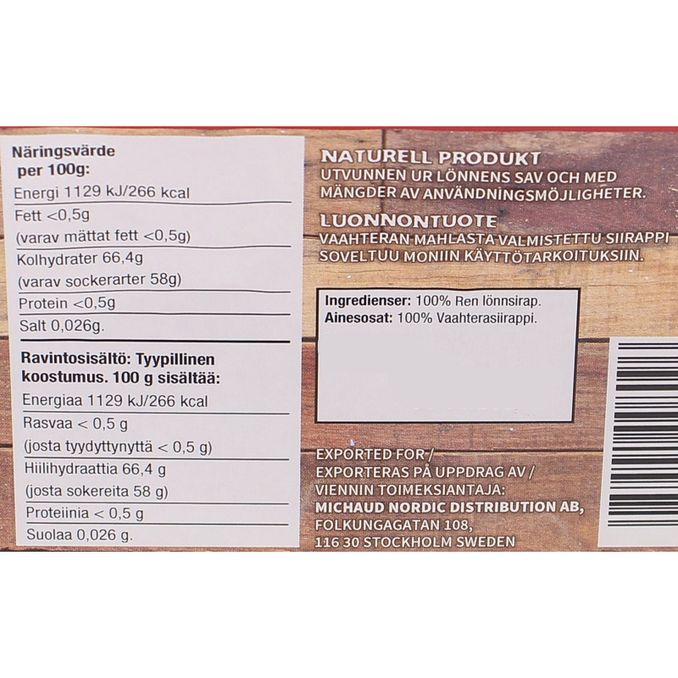 Näringsvärde
per 100g:
Energi 1129 kJ/266 kcal
Fett <0,5g
(varav mättat fett <0,5g)
Kolhydrater 66,4g
(varav sockerarter 58g)
Protein <0,5g
Salt 0,026g.
Ravintosisältö: Tyypillinen
koostumus. 100 g sisältää:
Energiaa 1129 kJ/266 kcal
Rasvaa < 0,5 g
(josta tyydyttynyttä < 0,5 g)
Hiilihydraattia 66,4 g
(josta sokereita 58 g)
Proteiinia < 0,5 g
Suolaa 0,026 g.
NATURELL PRODUKT
UTVUNNEN UR LÖNNENS SAV OCH MED
MÄNGDER AV ANVÄNDNINGSMÖJLIGHETER.
LUONNONTUOTE
VAAHTERAN MAHLASTA VALMISTETTU SIIRAPPI
SOVELTUU MONIIN KÄYTTÖTARKOITUKSIIN.
Ingredienser: 100% Ren lönnsirap.
Ainesosat: 100% Vaahterasiirappi.
EXPORTED FOR /
EXPORTERAS PÅ UPPDRAG AV /
VIENNIN TOIMEKSIANTAJA:
MICHAUD NORDIC DISTRIBUTION AB,
FOLKUNGAGATAN 108,
116 30 STOCKHOLM SWEDEN